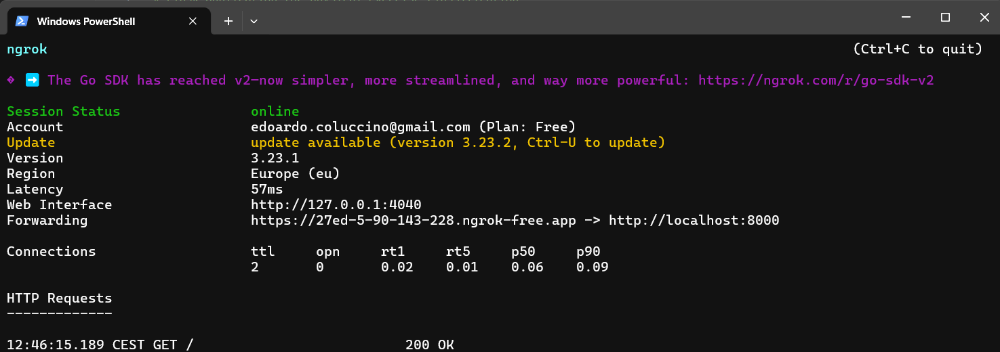 Windows PowerShell
ngrok (Ctrl+C to quit)
The Go SDK has reached v2-now simpler, more streamlined, and way more powerful: https://ngrok.com/r/go-sdk-v2
Session Status online
Account edoardo.coluccino@gmail.com (Plan: Free)
Update update available (version 3.23.2, Ctrl-U to update)
Version 3.23.1
Region Europe (eu)
Latency 57ms
Web Interface http://127.0.0.1:4040
Forwarding https://27ed-5-90-143-228.ngrok-free.app -> http://localhost:8000
Connections ttl opn rt1 rt5 p50 p90
2 0 0.02 0.01 0.06 0.09
HTTP Requests
-------------
12:46:15.189 CEST GET / 200 OK